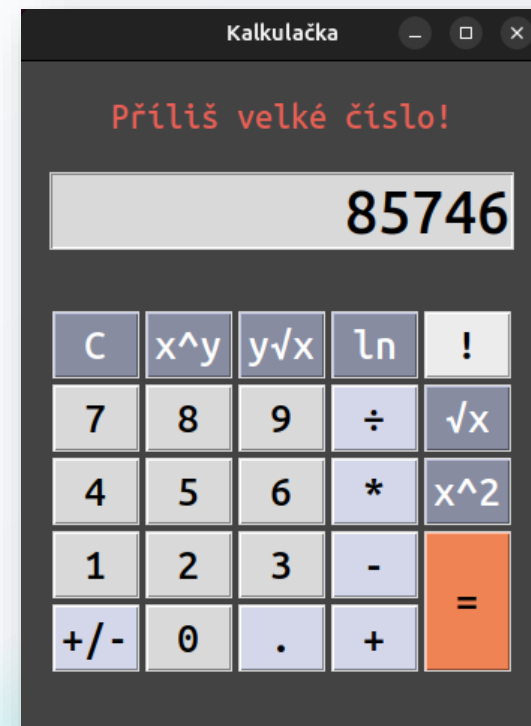 Kalkulačka
Příliš velké číslo!
85746
C x^y y√x ln !
7 8 9 ÷ √x
4 5 6 * x^2
1 2 3 -
=
+/- 0 . +